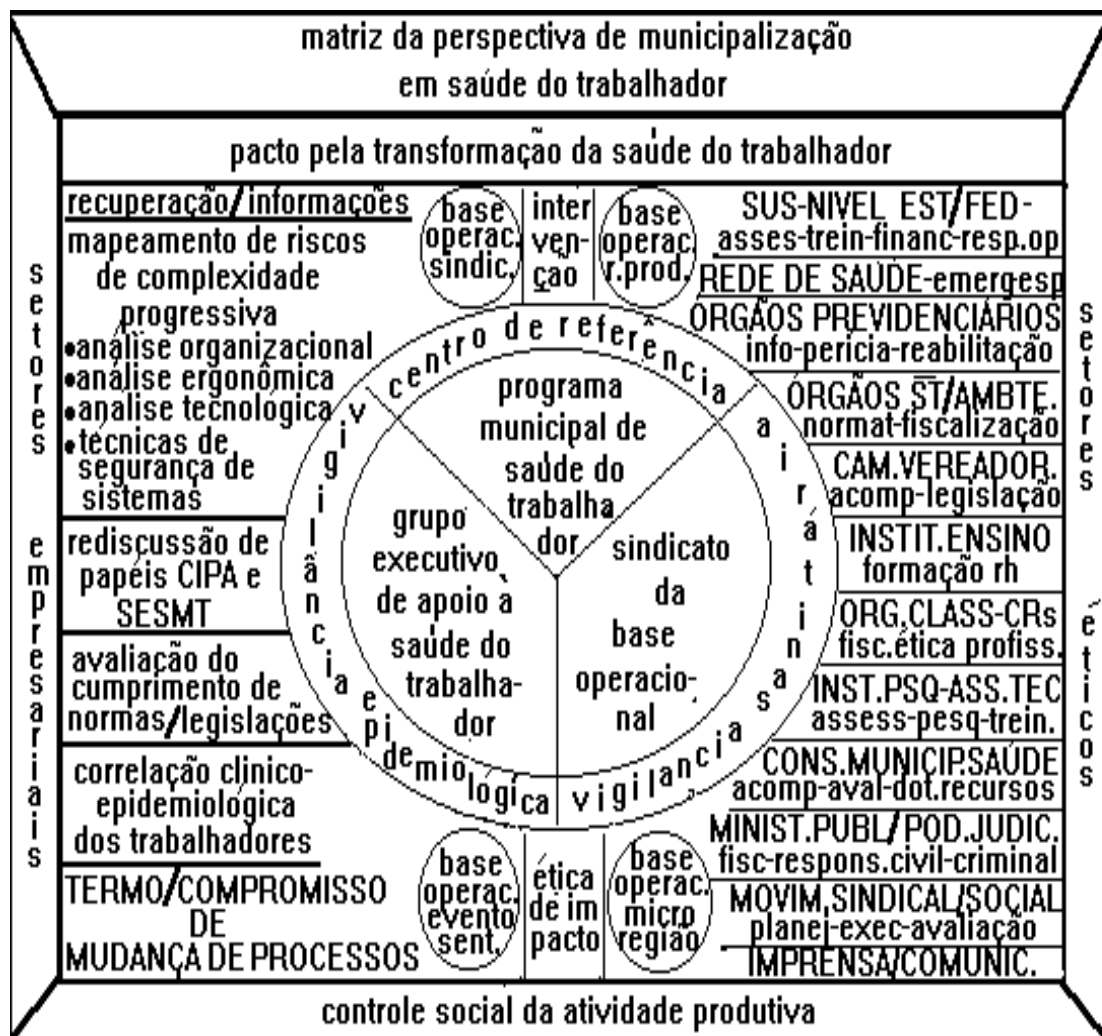 matriz da perspectiva de municipalização
em saúde do trabalhador
pacto pela transformação da saúde do trabalhador
setores empresariais
recuperação/informações
mapeamento de riscos
de complexidade
progressiva
•análise organizacional
•análise ergonômica
•análise tecnológica
•técnicas de
segurança de
sistemas
rediscussão de
papéis CIPA e
SESMT
avaliação do
cumprimento de
normas/legislações
correlação clinico-
epidemiológica
dos trabalhadores
TERMO/COMPROMISSO
DE
MUDANÇA DE PROCESSOS
base
operac.
sindic.
inter
ven-
ção
base
operac.
r.prod.
centro de referência
vigilância epidemiológica
vigilancia sanitária
programa
municipal de
saúde do
trabalha
dor
grupo
executivo
de apoio à
saúde do
trabalha-
dor
sindicato
da
base
operacio-
nal
base
operac.
evento
sent.
ética
de im
pacto
base
operac.
micro
região
SUS-NIVEL EST/FED-
asses-trein-financ-resp.op
REDE DE SAÚDE-emerg-esp
ÓRGÃOS PREVIDENCIÁRIOS
info-pericia-reabilitação
ÓRGÃOS ST/AMBTE.
normat-fiscalização
CAM.VEREADOR.
acomp-legislação
INSTIT.ENSINO
formação rh
ORG.CLASS-CRs
fisc.ética profiss.
INST.PSQ-ASS.TEC
assess-pesq-trein.
CONS.MUNICIP.SAÚDE
acomp-aval-dot.recursos
MINIST.PUBL/POD.JUDIC.
fisc-respons.civil-criminal
MOVIM.SINDICAL/SOCIAL
planej-exec-avaliação
IMPRENSA/COMUNIC.
setores éticos
controle social da atividade produtiva